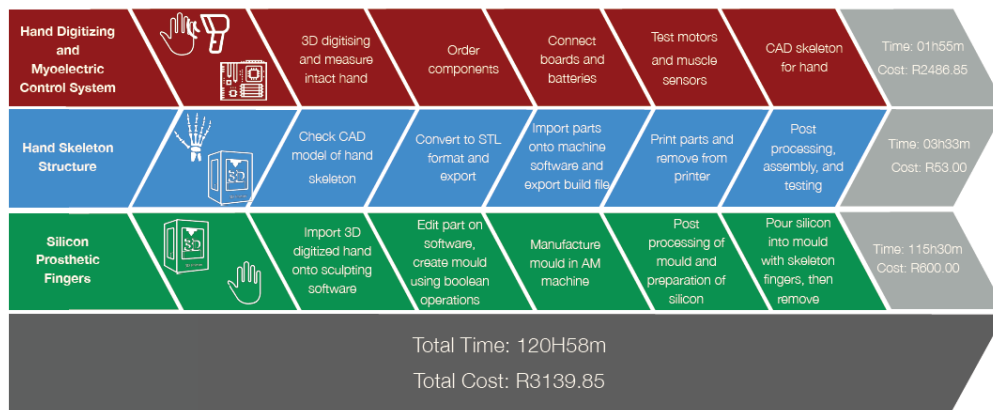 Hand Digitizing
and
Myoelectric
Control System
3D digitising
and measure
intact hand
Order
components
Connect
boards and
batteries
Test motors
and muscle
sensors
CAD skeleton
for hand
Time: 01h55m
Cost: R2486.85
Hand Skeleton
Structure
Check CAD
model of hand
skeleton
Convert to STL
format and
export
Import parts
onto machine
software and
export build file
Print parts and
remove from
printer
Post
processing,
assembly, and
testing
Time: 03h33m
Cost: R53.00
Silicon
Prosthetic
Fingers
3D
Import 3D
digitized hand
onto sculpting
software
Edit part on
software,
create mould
using boolean
operations
Manufacture
mould in AM
machine
Post
processing of
mould and
preparation of
silicon
Pour silicon
into mould
with skeleton
fingers, then
remove
Time: 115h30m
Cost: R600.00
Total Time: 120H58m
Total Cost: R3139.85